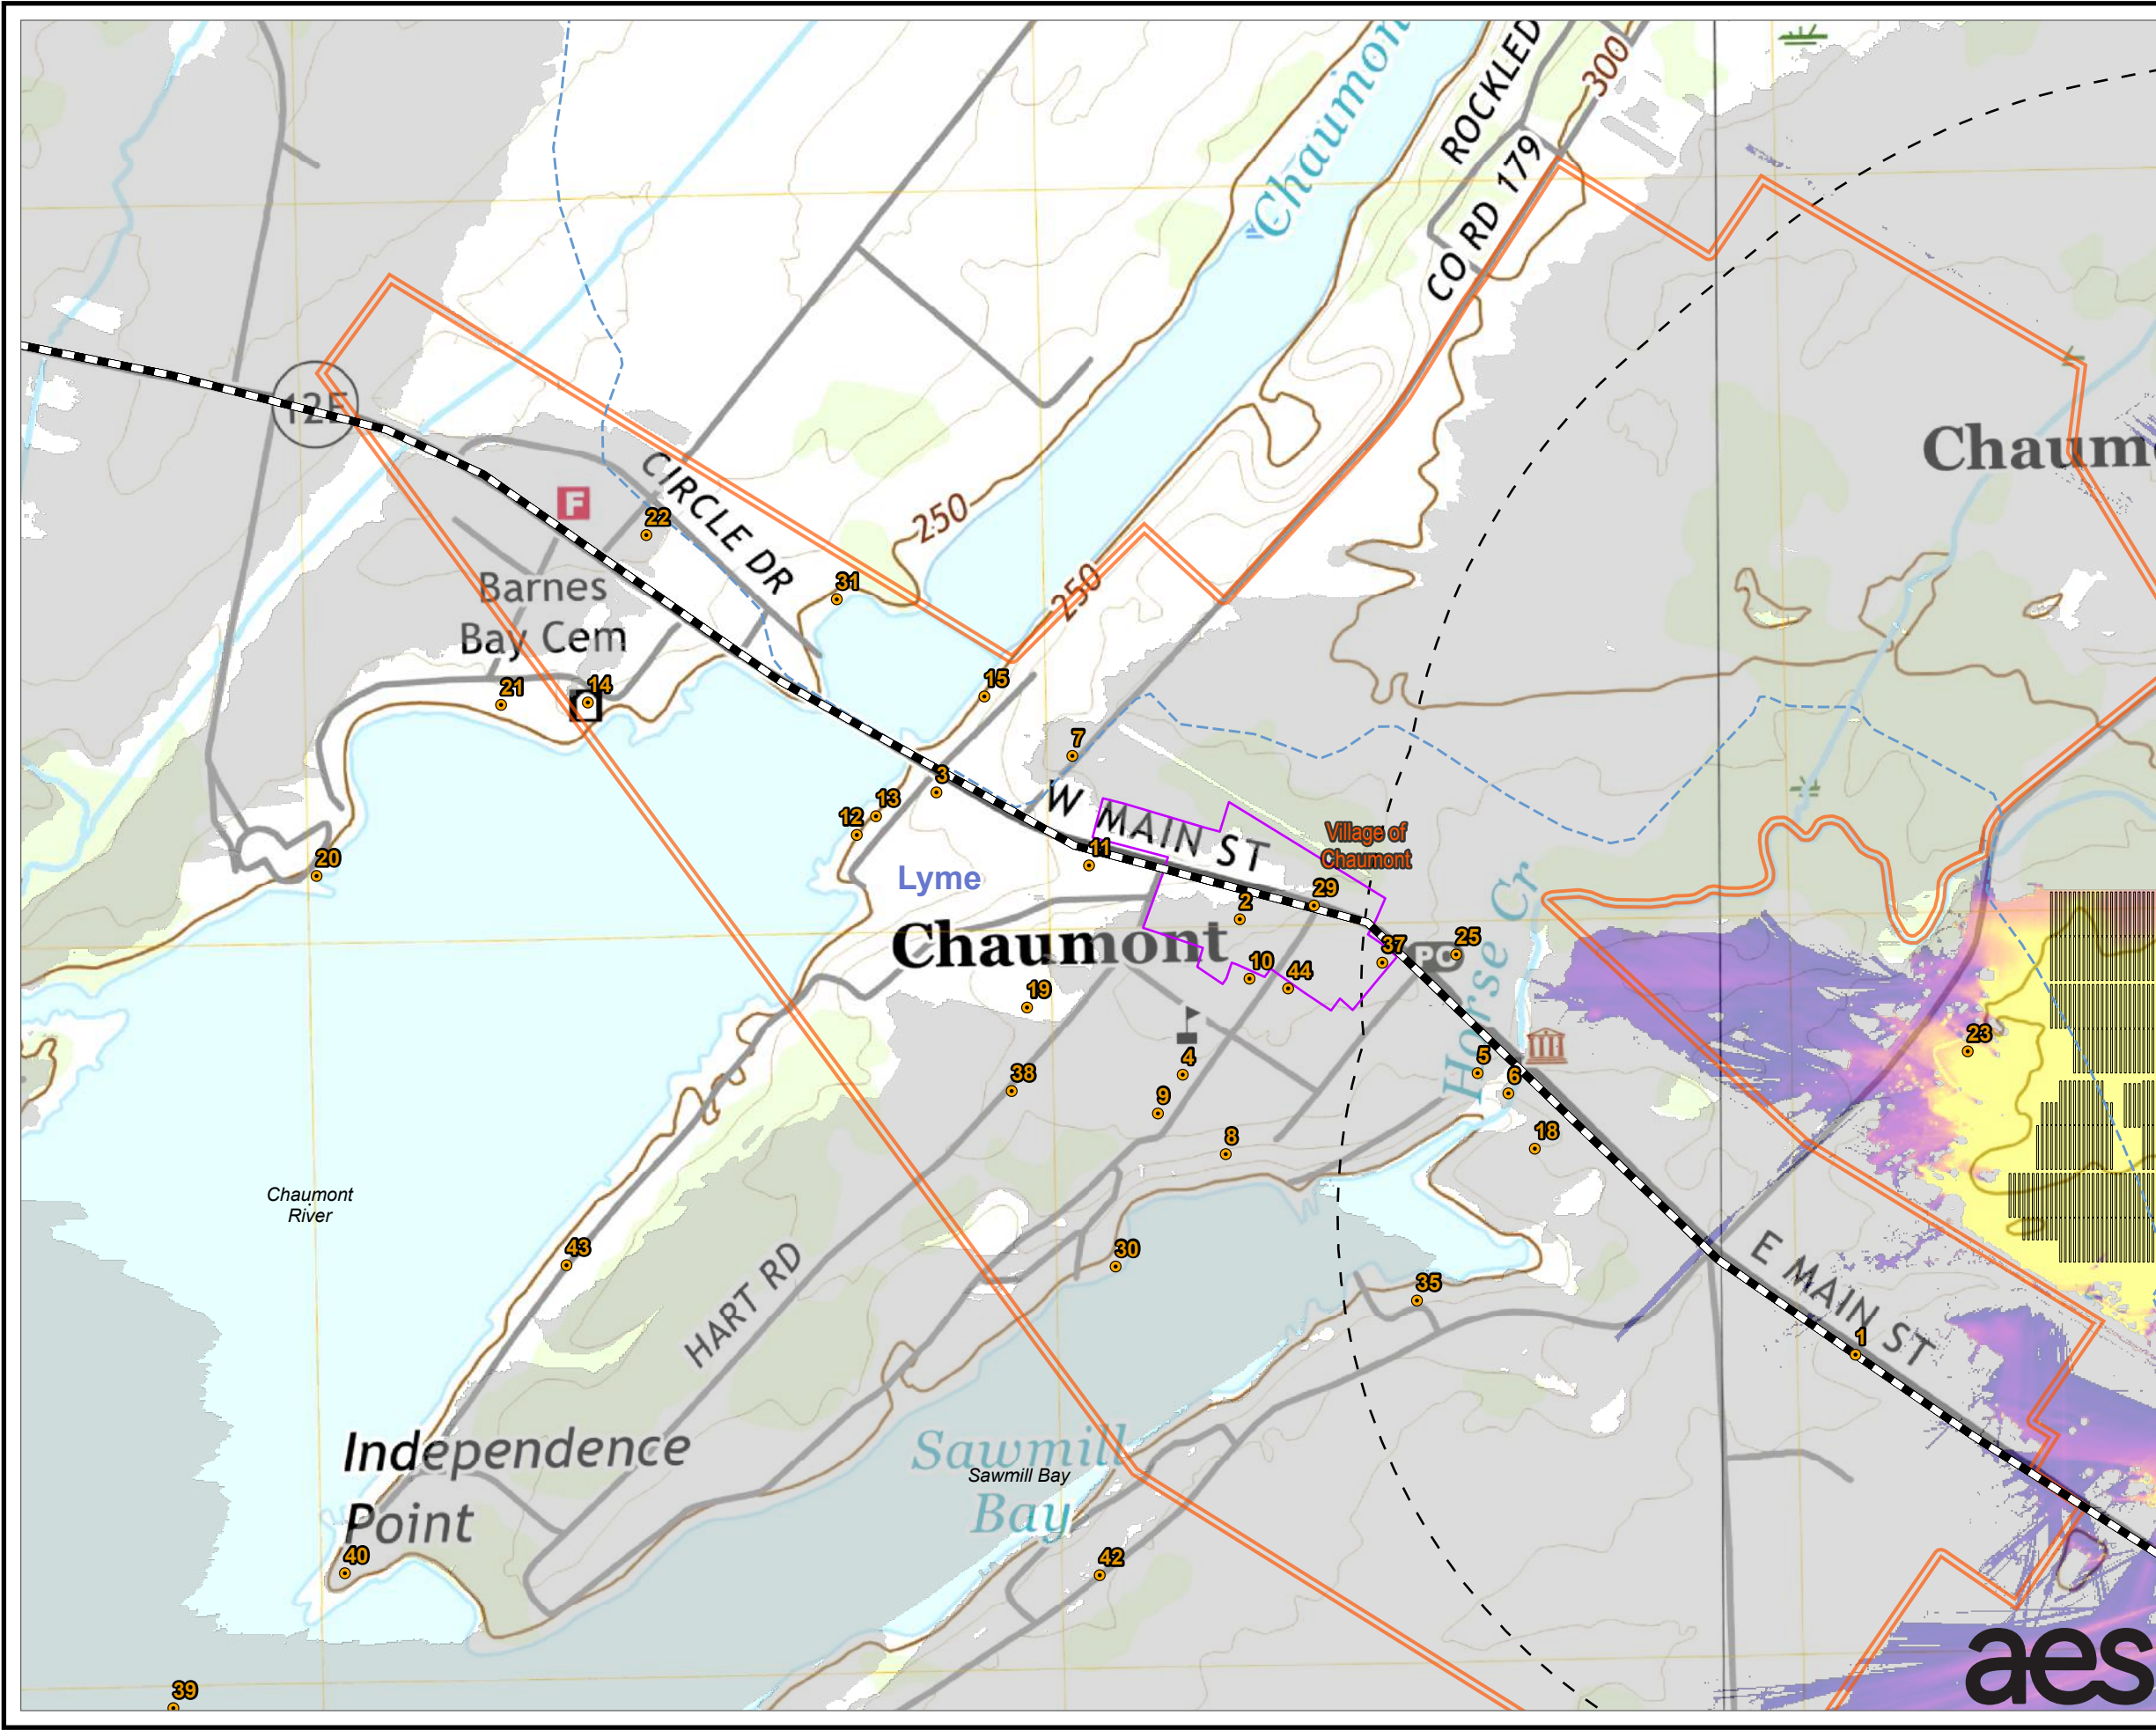 Chaumon
ROCKLED
300
CO RD 179
12E
CIRCLE DR
250
Chaum
F
22
31
Barnes
Bay Cem
250
21
14
15
7
3
13
12
W MAIN ST
Village of
Chaumont
11
20
Lyme
29
2
Chaumont
37
25
PO
10
44
Horse Cr
19
23
4
5
38
6
9
8
18
Chaumont
River
43
30
HART RD
35
E MAIN ST
1
Independence
Point
Sawmill
Bay
Sawmill Bay
40
42
39
aes